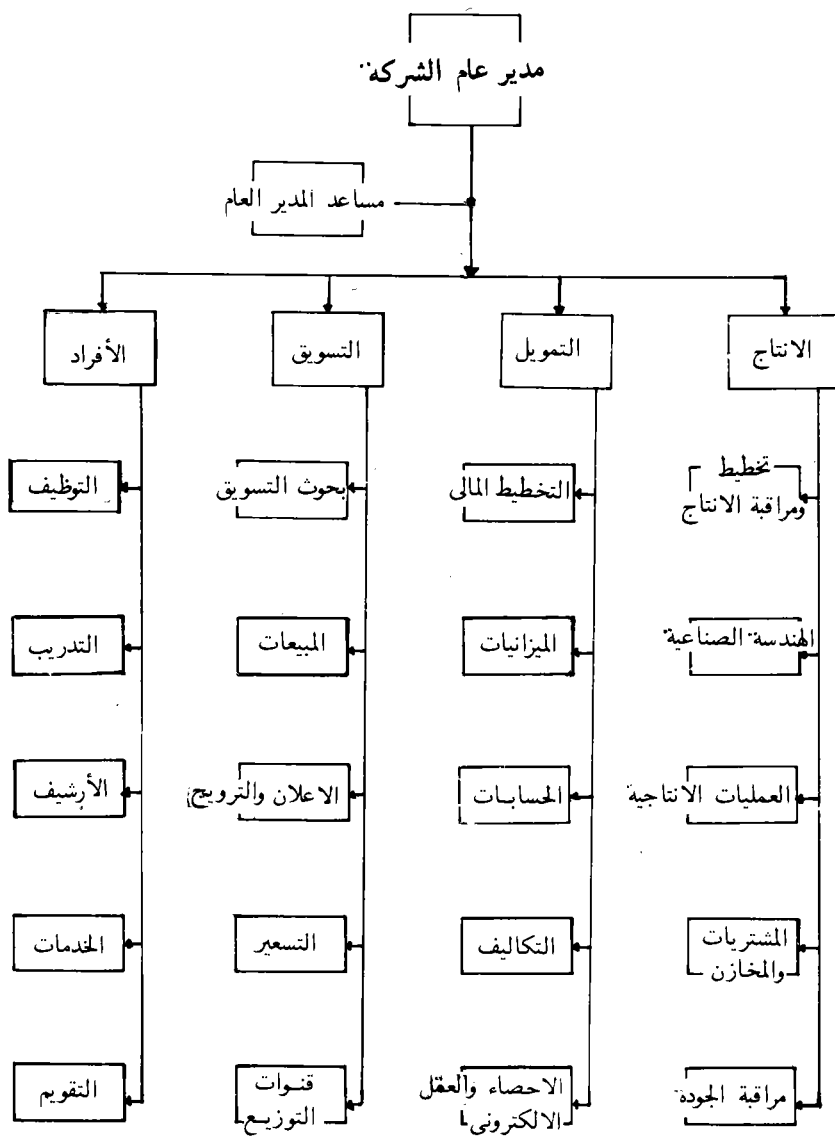 مدير عام الشركة
مساعد المدير العام
الانتاج
التمويل
التسويق
الأفراد
تخطيط
ومراقبة الانتاج
التخطيط المالى
بحوث التسويق
التوظيف
الهندسة الصناعية
الميزانيات
المبيعات
التدريب
العمليات الانتاجية
الحسابات
الاعلان والترويج
الأرشيف
المشتريات
والمخازن
التكاليف
التسعير
الخدمات
مراقبة الجودة
الاحصاء والعقل
الالكترونى
قنوات
التوزيع
التقويم